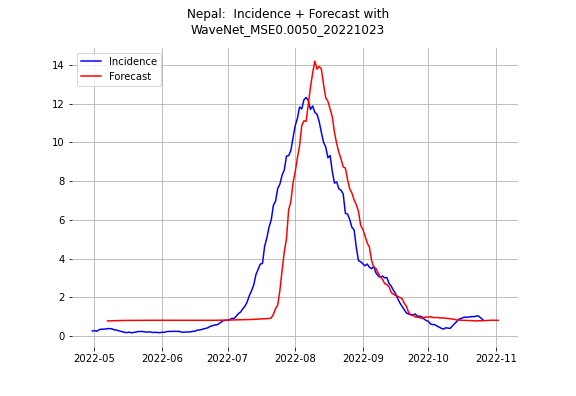 Nepal:  Incidence + Forecast with
WaveNet_MSE0.0050_20221023
Incidence
Forecast
14
12
10
8
6
4
2
0
2022-05 2022-06 2022-07 2022-08 2022-09 2022-10 2022-11